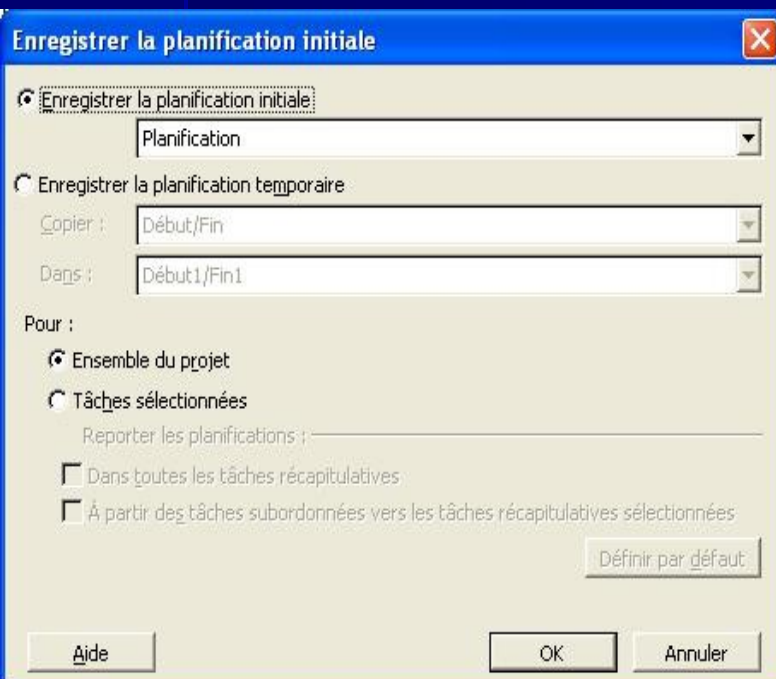 Enregistrer la planification initiale
Enregistrer la planification initiale
Planification
Enregistrer la planification temporaire
Copier : Début/Fin
Dans : Début1/Fin1
Pour :
Ensemble du projet
Tâches sélectionnées
Reporter les planifications :
Dans toutes les tâches récapitulatives
À partir des tâches subordonnées vers les tâches récapitulatives sélectionnées
Définir par défaut
Aide OK Annuler